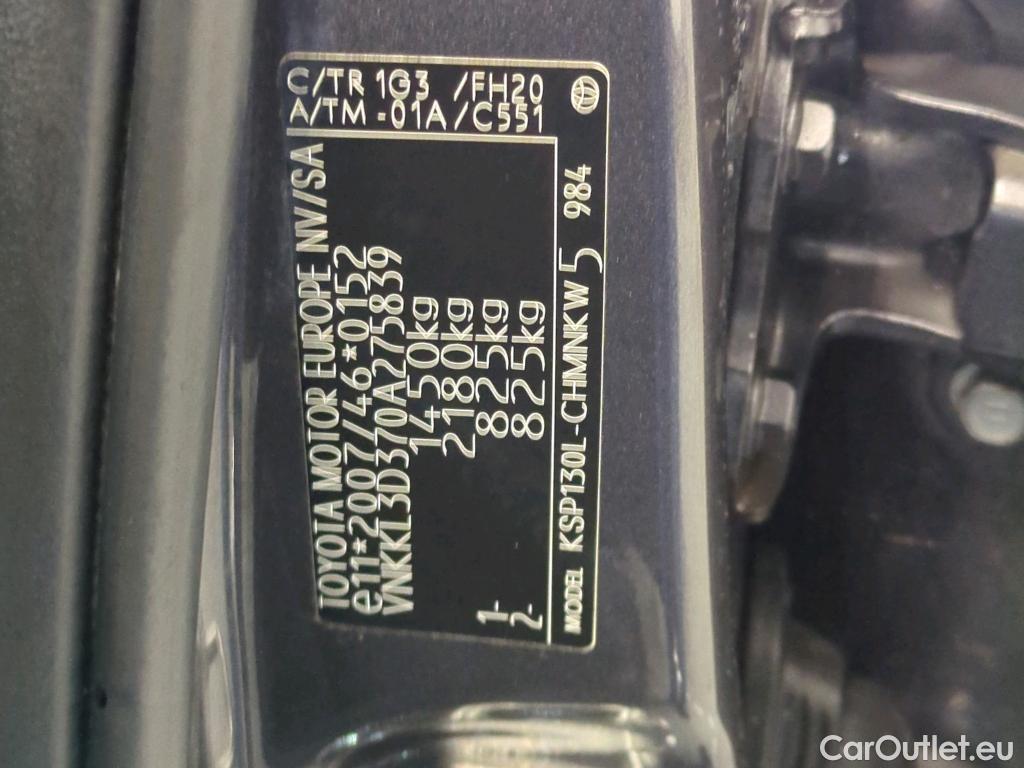 TOYOTA MOTOR EUROPE NV/SA
e11*2007/46*0152
VNKKL3D370A275839
1450kg
2180kg
1- 825kg
2- 825kg
MODEL KSP130L-CHMNKW 5 984
C/TR 1G3 /FH20
A/TM -01A/C551
CarOutlet.eu